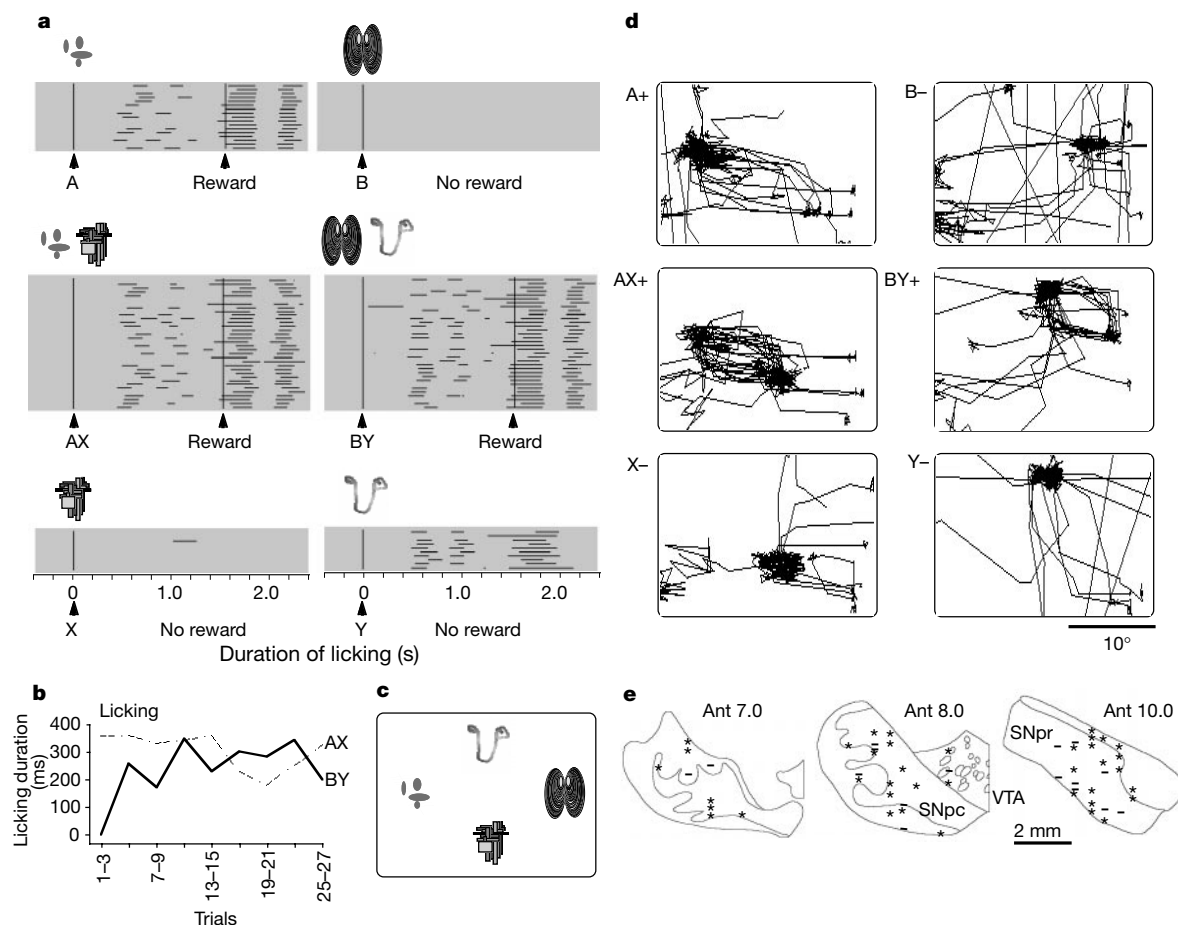 a
A
Reward
B
No reward
AX
Reward
BY
Reward
0 1.0 2.0
0 1.0 2.0
X
No reward
Y
No reward
Duration of licking (s)
b
Licking
Licking duration
(ms)
400
300
200
100
0
AX
BY
1–3
7–9
13–15
19–21
25–27
Trials
c
d
A+
B–
AX+
BY+
X–
Y–
10°
e
Ant 7.0
Ant 8.0
Ant 10.0
SNpr
SNpc
VTA
2 mm